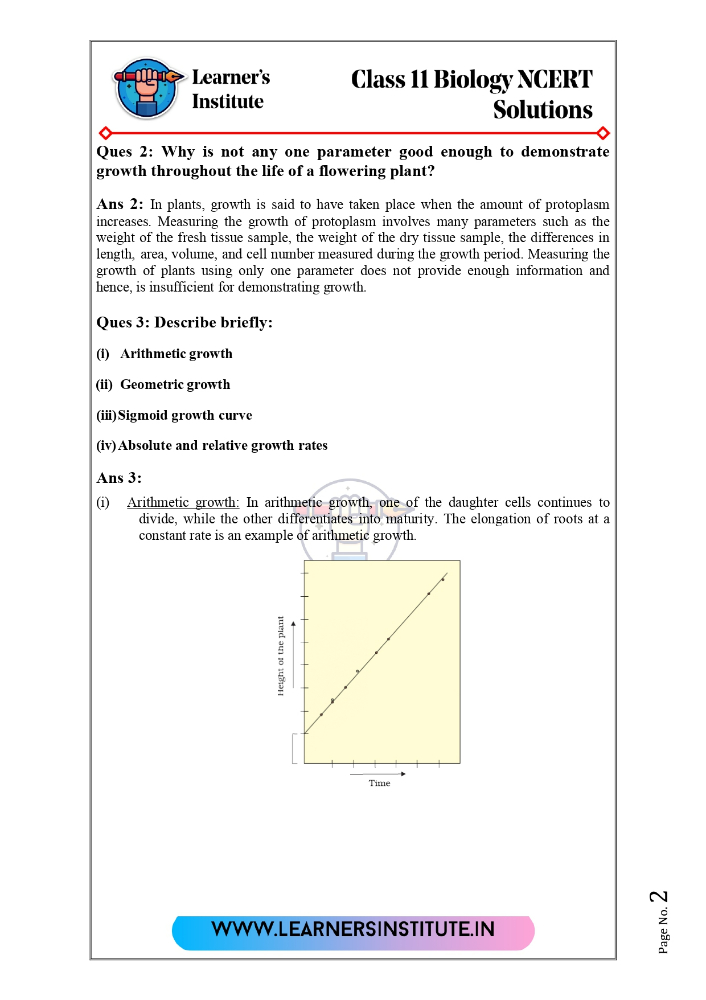 Learner's
Institute
Class 11 Biology NCERT
Solutions
Ques 2: Why is not any one parameter good enough to demonstrate
growth throughout the life of a flowering plant?
Ans 2: In plants, growth is said to have taken place when the amount of protoplasm
increases. Measuring the growth of protoplasm involves many parameters such as the
weight of the fresh tissue sample, the weight of the dry tissue sample, the differences in
length, area, volume, and cell number measured during the growth period. Measuring the
growth of plants using only one parameter does not provide enough information and
hence, is insufficient for demonstrating growth.
Ques 3: Describe briefly:
(i) Arithmetic growth
(ii) Geometric growth
(iii)Sigmoid growth curve
(iv)Absolute and relative growth rates
Ans 3:
(i) Arithmetic growth: In arithmetic growth, one of the daughter cells continues to
divide, while the other differentiates into maturity. The elongation of roots at a
constant rate is an example of arithmetic growth.
Height of the plant
Time
Page No. 2
WWW.LEARNERSINSTITUTE.IN